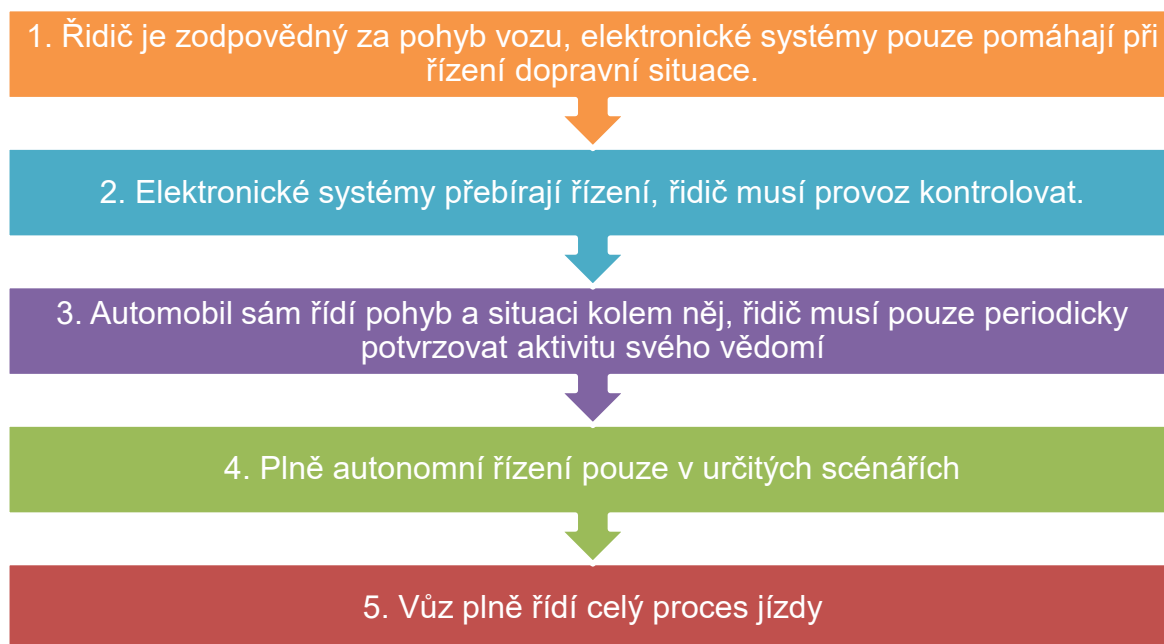 1. Řidič je zodpovědný za pohyb vozu, elektronické systémy pouze pomáhají při
řízení dopravní situace.
2. Elektronické systémy přebírají řízení, řidič musí provoz kontrolovat.
3. Automobil sám řídí pohyb a situaci kolem něj, řidič musí pouze periodicky
potvrzovat aktivitu svého vědomí
4. Plně autonomní řízení pouze v určitých scénářích
5. Vůz plně řídí celý proces jízdy